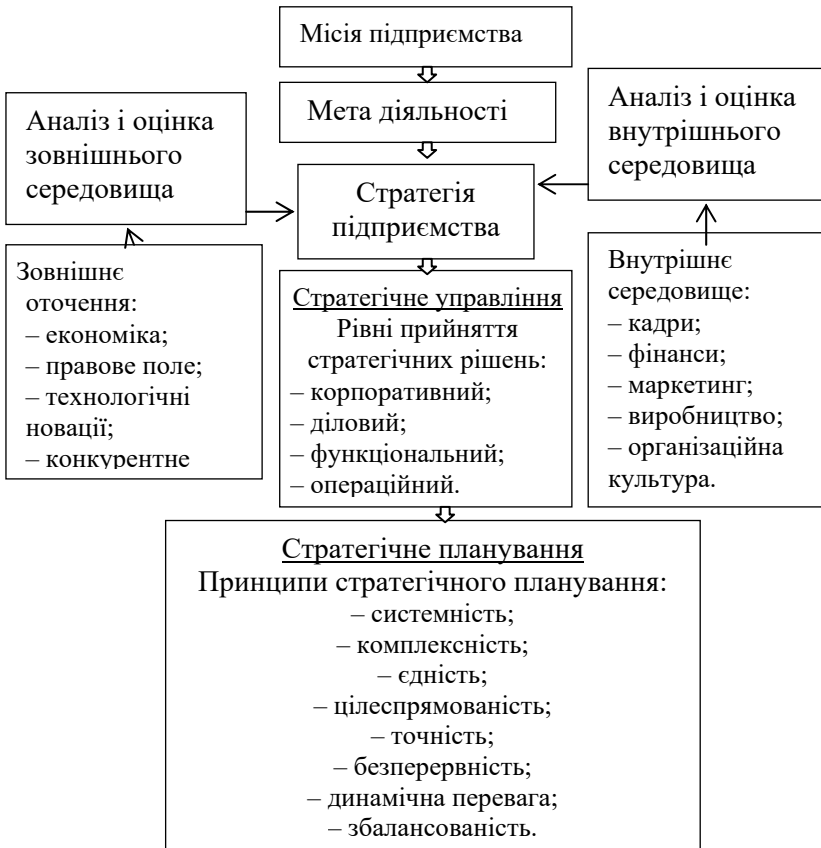 Місія підприємства
Мета діяльності
Аналіз і оцінка
зовнішнього
середовища
Аналіз і оцінка
внутрішнього
середовища
Стратегія
підприємства
Зовнішнє
оточення:
– економіка;
– правове поле;
– технологічні
новації;
– конкурентне
Стратегічне управління
Рівні прийняття
стратегічних рішень:
– корпоративний;
– діловий;
– функціональний;
– операційний.
Внутрішнє
середовище:
– кадри;
– фінанси;
– маркетинг;
– виробництво;
– організаційна
культура.
Стратегічне планування
Принципи стратегічного планування:
– системність;
– комплексність;
– єдність;
– цілеспрямованість;
– точність;
– безперервність;
– динамічна перевага;
– збалансованість.